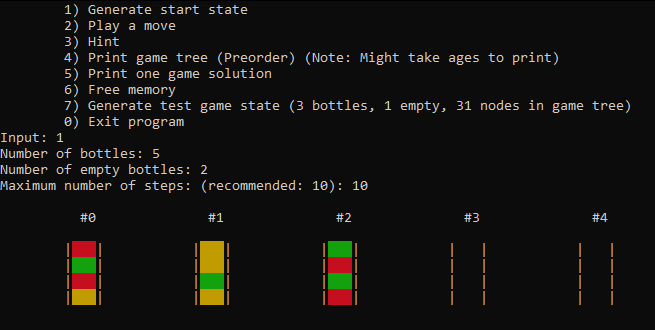 1) Generate start state
2) Play a move
3) Hint
4) Print game tree (Preorder) (Note: Might take ages to print)
5) Print one game solution
6) Free memory
7) Generate test game state (3 bottles, 1 empty, 31 nodes in game tree)
0) Exit program
Input: 1
Number of bottles: 5
Number of empty bottles: 2
Maximum number of steps: (recommended: 10): 10
#0 #1 #2 #3 #4
| | | | | | | | | |
| | | | | | | | | |
| | | | | | | | | |
| | | | | | | | | |